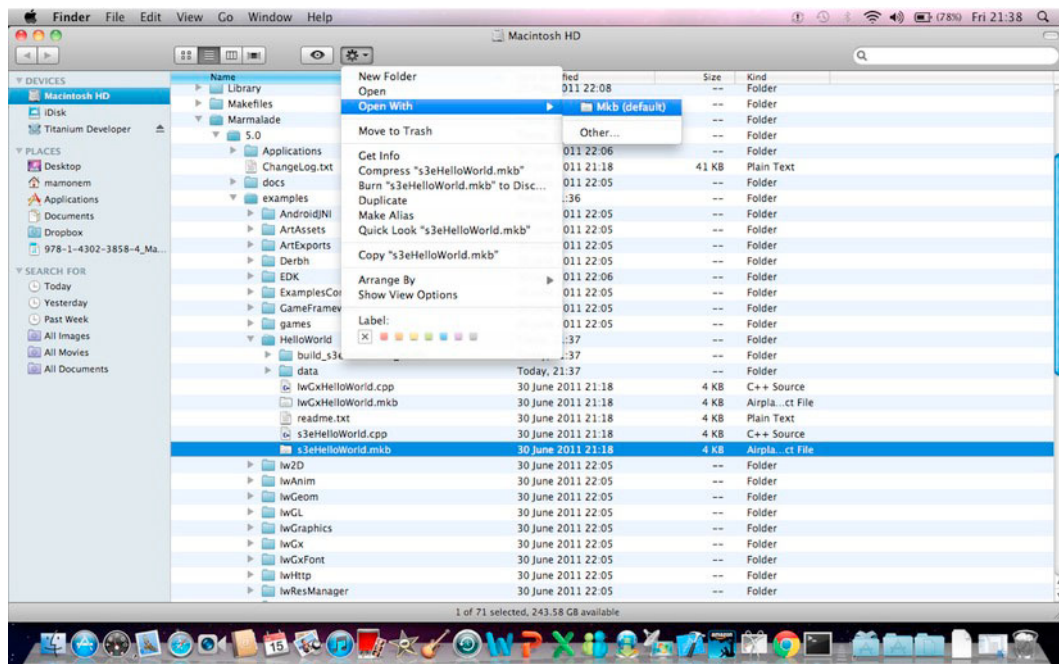 Finder File Edit View Go Window Help (78%) Fri 21:38
Macintosh HD
Name fied Size Kind
DEVICES
Macintosh HD
iDisk
Titanium Developer
PLACES
Desktop
mamonem
Applications
Documents
Dropbox
978-1-4302-3858-4_Ma...
SEARCH FOR
Today
Yesterday
Past Week
All Images
All Movies
All Documents
New Folder
Open
Open With
Move to Trash
Get Info
Compress "s3eHelloWorld.mkb"
Burn "s3eHelloWorld.mkb" to Disc...
Duplicate
Make Alias
Quick Look "s3eHelloWorld.mkb"
Copy "s3eHelloWorld.mkb"
Arrange By
Show View Options
Label:
Mkb (default)
Other...
Library 011 22:08 -- Folder
Makefiles -- Folder
Marmalade -- Folder
5.0 -- Folder
Applications 011 22:06 -- Folder
ChangeLog.txt 011 21:18 41 KB Plain Text
docs 011 22:05 -- Folder
examples :36 -- Folder
AndroidJNI 011 22:05 -- Folder
ArtAssets 011 22:05 -- Folder
ArtExports 011 22:05 -- Folder
Derbh 011 22:05 -- Folder
EDK 011 22:06 -- Folder
ExamplesCo 011 22:05 -- Folder
GameFramew 011 22:05 -- Folder
games 011 22:05 -- Folder
HelloWorld :37 -- Folder
build_s3e :37 -- Folder
data Today, 21:37 -- Folder
IwGxHelloWorld.cpp 30 June 2011 21:18 4 KB C++ Source
IwGxHelloWorld.mkb 30 June 2011 21:18 4 KB Airpla...ct File
readme.txt 30 June 2011 21:18 4 KB Plain Text
s3eHelloWorld.cpp 30 June 2011 21:18 4 KB C++ Source
s3eHelloWorld.mkb 30 June 2011 21:18 4 KB Airpla...ct File
Iw2D 30 June 2011 22:05 -- Folder
IwAnim 30 June 2011 22:05 -- Folder
IwGeom 30 June 2011 22:05 -- Folder
IwGL 30 June 2011 22:05 -- Folder
IwGraphics 30 June 2011 22:05 -- Folder
IwGx 30 June 2011 22:05 -- Folder
IwGxFont 30 June 2011 22:05 -- Folder
IwHttp 30 June 2011 22:05 -- Folder
IwResManager 30 June 2011 22:05 -- Folder
1 of 71 selected, 243.58 GB available
15